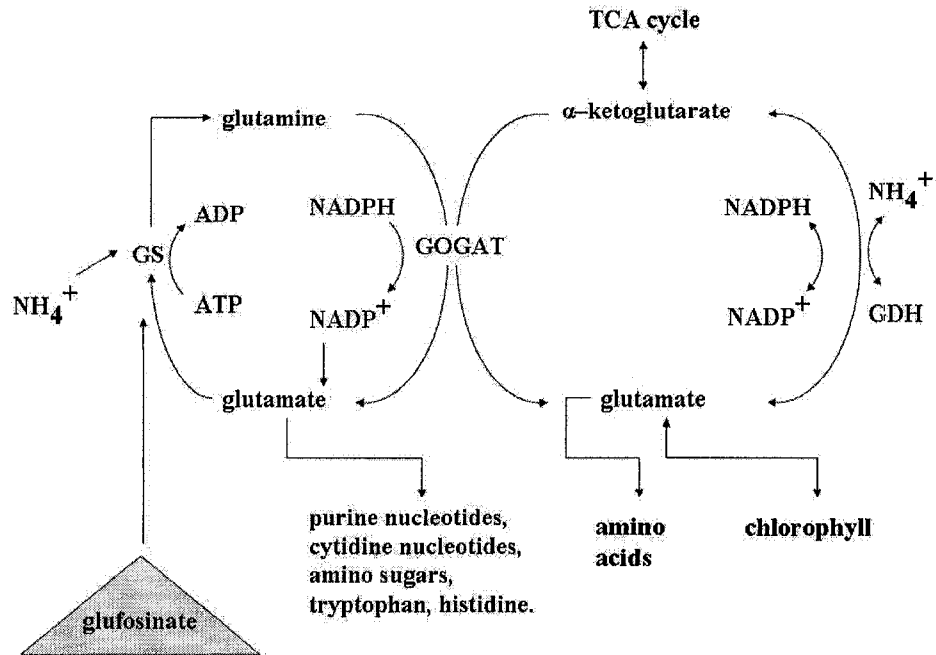 TCA cycle
glutamine
α–ketoglutarate
NH4+
ADP
NADPH
NADPH
GS
GOGAT
NH4+
ATP
NADP+
NADP+
GDH
glutamate
glutamate
purine nucleotides,
cytidine nucleotides,
amino sugars,
tryptophan, histidine.
amino
acids
chlorophyll
glufosinate